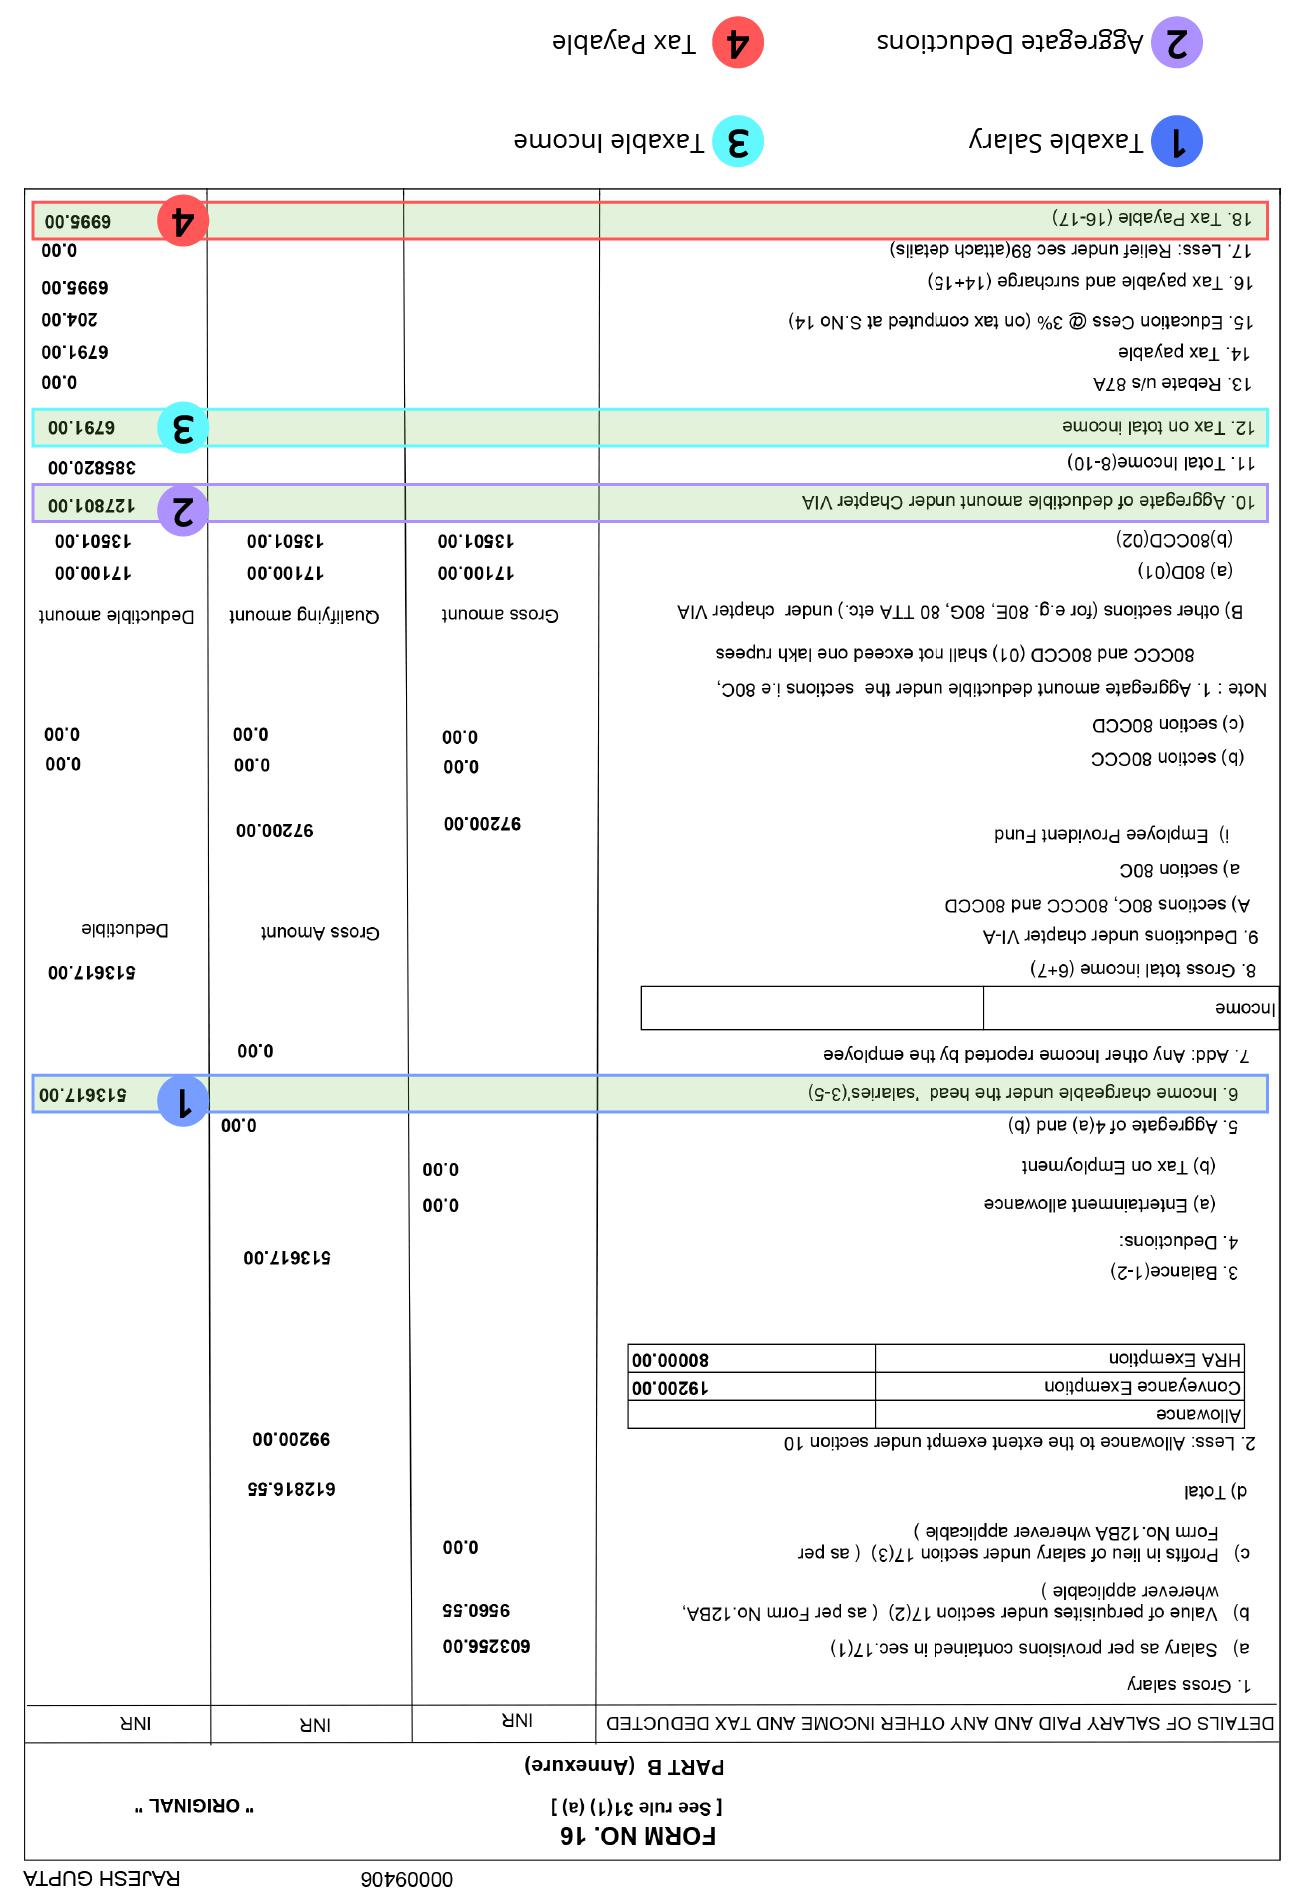 00009406 RAJESH GUPTA
FORM NO. 16
[ See rule 31(1) (a) ] " ORIGINAL "
PART B (Annexure)
DETAILS OF SALARY PAID AND ANY OTHER INCOME AND TAX DEDUCTED INR INR INR
1. Gross salary
a) Salary as per provisions contained in sec.17(1) 603256.00
b) Value of perquisites under section 17(2) ( as per Form No.12BA, 9560.55
wherever applicable )
c) Profits in lieu of salary under section 17(3) ( as per 0.00
Form No.12BA wherever applicable )
d) Total 612816.55
2. Less: Allowance to the extent exempt under section 10 99200.00
Allowance
Conveyance Exemption 19200.00
HRA Exemption 80000.00
3. Balance(1-2) 513617.00
4. Deductions:
(a) Entertainment allowance 0.00
(b) Tax on Employment 0.00
5. Aggregate of 4(a) and (b) 0.00
6. Income chargeable under the head 'salaries'(3-5) 1 513617.00
7. Add: Any other Income reported by the employee 0.00
Income
8. Gross total income (6+7) 513617.00
9. Deductions under chapter VI-A Gross Amount Deductible
A) sections 80C, 80CCC and 80CCD
a) section 80C
i) Employee Provident Fund 97200.00 97200.00
(b) section 80CCC 0.00 0.00 0.00
(c) section 80CCD 0.00 0.00 0.00
Note : 1. Aggregate amount deductible under the sections i.e 80C,
80CCC and 80CCD (01) shall not exceed one lakh rupees
B) other sections (for e.g. 80E, 80G, 80 TTA etc.) under chapter VIA Gross amount Qualifying amount Deductible amount
(a) 80D(01) 17100.00 17100.00 17100.00
(b)80CCD(02) 13501.00 13501.00 13501.00
10. Aggregate of deductible amount under Chapter VIA 2 127801.00
11. Total Income(8-10) 385820.00
12. Tax on total income 3 6791.00
13. Rebate u/s 87A 0.00
14. Tax payable 6791.00
15. Education Cess @ 3% (on tax computed at S.No 14) 204.00
16. Tax payable and surcharge (14+15) 6995.00
17. Less: Relief under sec 89(attach details) 0.00
18. Tax Payable (16-17) 4 6995.00
1 Taxable Salary 3 Taxable Income
2 Aggregate Deductions 4 Tax Payable